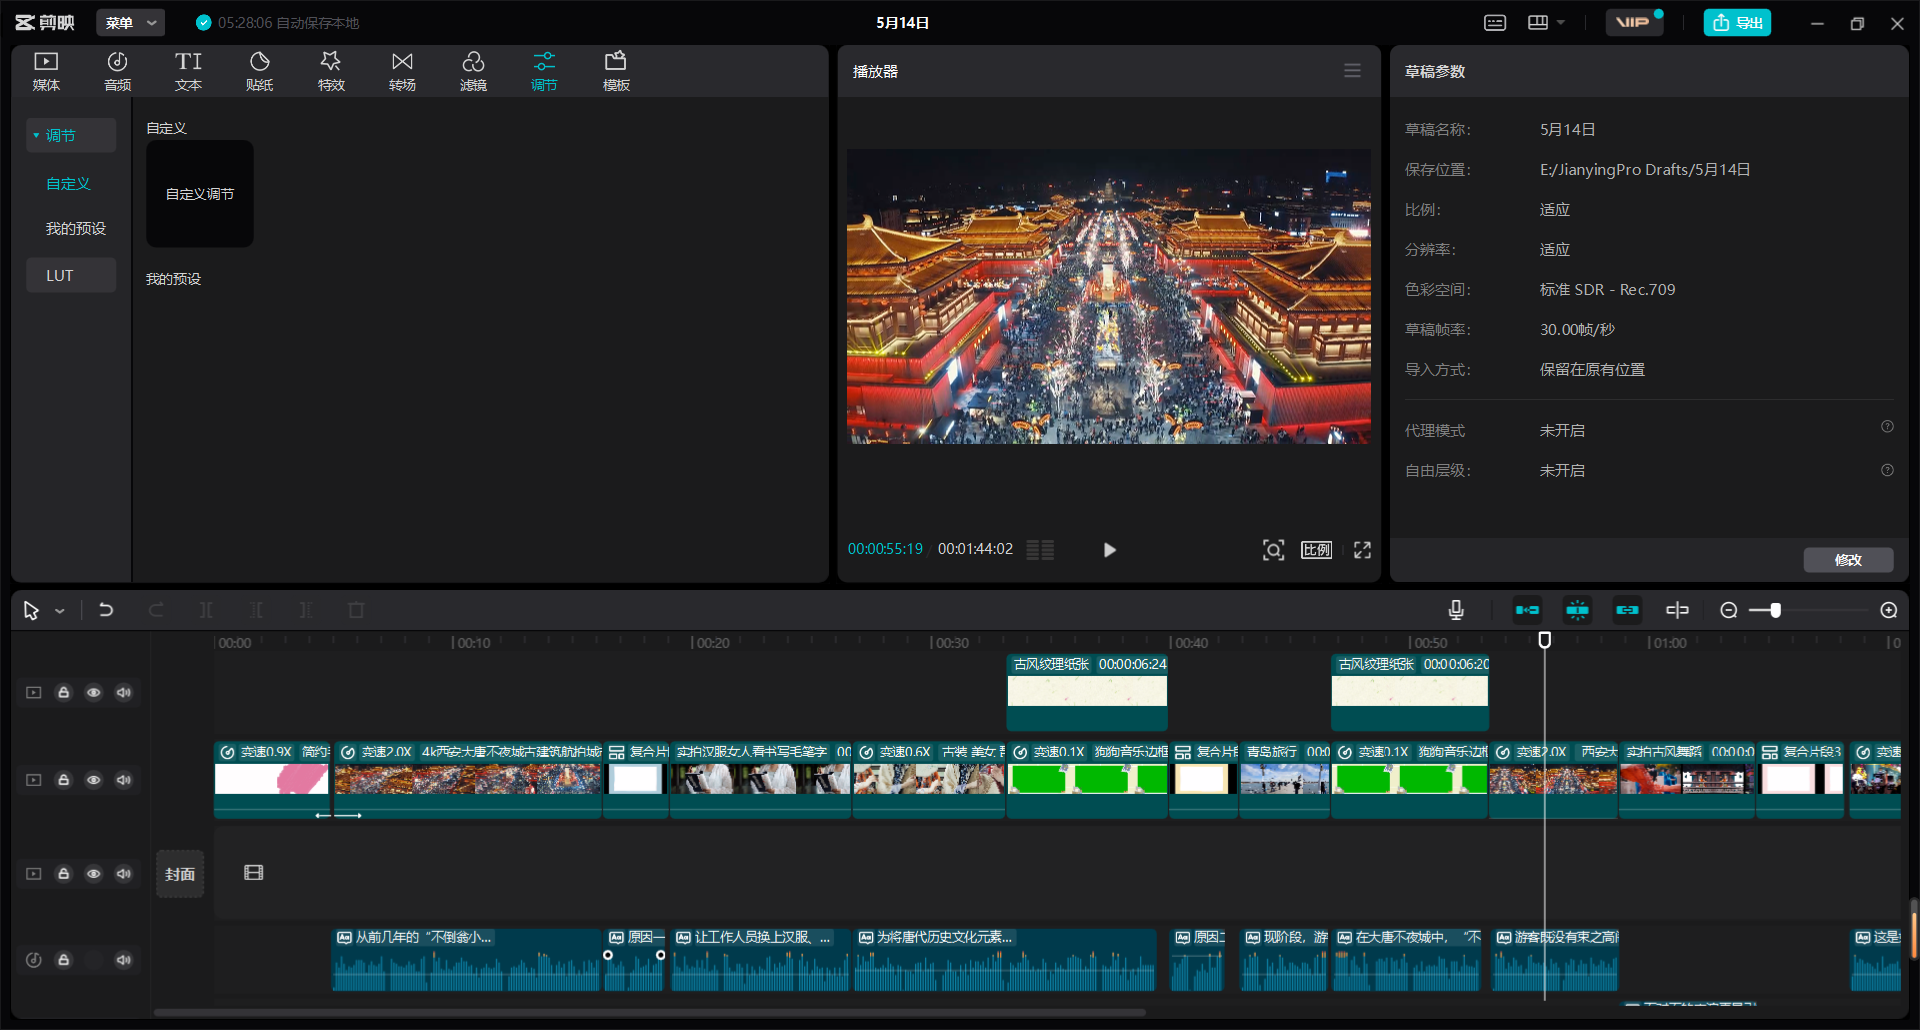 剪映
菜单
05:28:06 自动保存本地
5月14日
VIP
导出
媒体
音频
TI
文本
贴纸
特效
转场
滤镜
调节
模板
调节
自定义
我的预设
LUT
自定义
自定义调节
我的预设
播放器
00:00:55:19 / 00:01:44:02
比例
草稿参数
草稿名称： 5月14日
保存位置： E:/JianyingPro Drafts/5月14日
比例： 适应
分辨率： 适应
色彩空间： 标准 SDR - Rec.709
草稿帧率： 30.00帧/秒
导入方式： 保留在原有位置
代理模式 未开启
自由层级： 未开启
修改
00:00 00:10 00:20 00:30 00:40 00:50 01:00 0
古风纹理纸张 00:00:06:24
古风纹理纸张 00:00:06:20
变速0.9X 简约
变速2.0X 4k西安大唐不夜城古建筑航拍城
复合片
实拍汉服女人看书写毛笔字 00
变速0.6X 古装 美女
变速0.1X 狗狗音乐边框
复合片
青岛旅行 00:0
变速0.1X 狗狗音乐边框
变速2.0X 西安大
实拍古风舞蹈 00:00:0
复合片段3
变速
封面
Aa 从前几年的“不倒翁小...
Aa 原因一
Aa 让工作人员换上汉服、...
Aa 为将唐代历史文化元素...
Aa 原因二
Aa 现阶段，游
Aa 在大唐不夜城中，“不
Aa 游客既没有束之高
Aa 这是